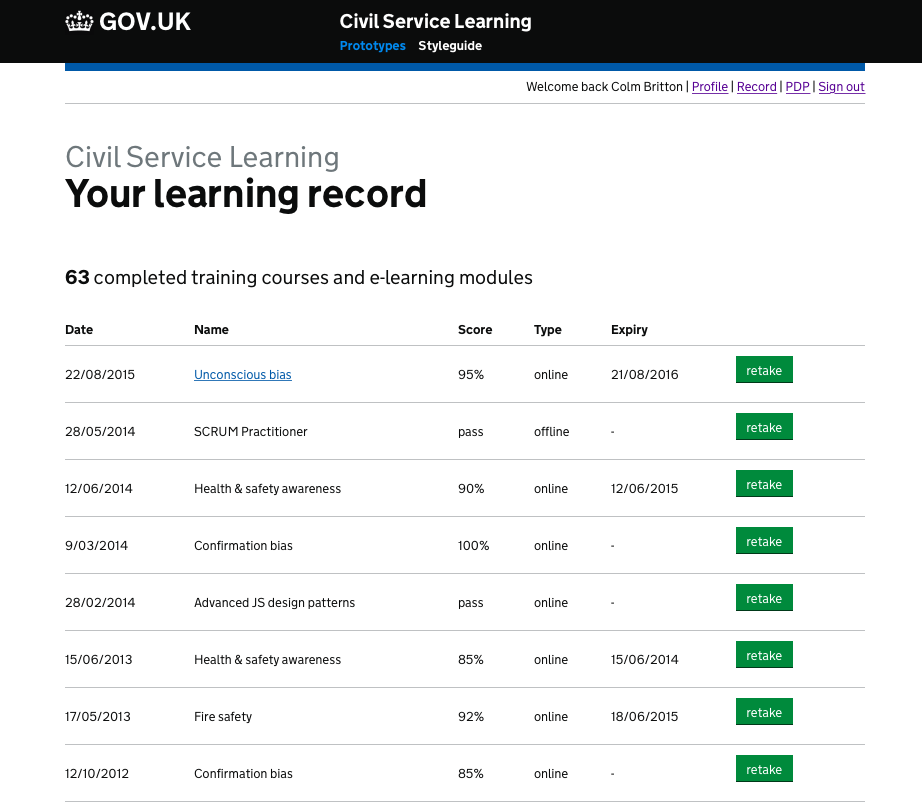 GOV.UK
Civil Service Learning
Prototypes Styleguide
Welcome back Colm Britton | Profile | Record | PDP | Sign out
Civil Service Learning
Your learning record
63 completed training courses and e-learning modules
Date Name Score Type Expiry
22/08/2015 Unconscious bias 95% online 21/08/2016 retake
28/05/2014 SCRUM Practitioner pass offline - retake
12/06/2014 Health & safety awareness 90% online 12/06/2015 retake
9/03/2014 Confirmation bias 100% online - retake
28/02/2014 Advanced JS design patterns pass online - retake
15/06/2013 Health & safety awareness 85% online 15/06/2014 retake
17/05/2013 Fire safety 92% online 18/06/2015 retake
12/10/2012 Confirmation bias 85% online - retake